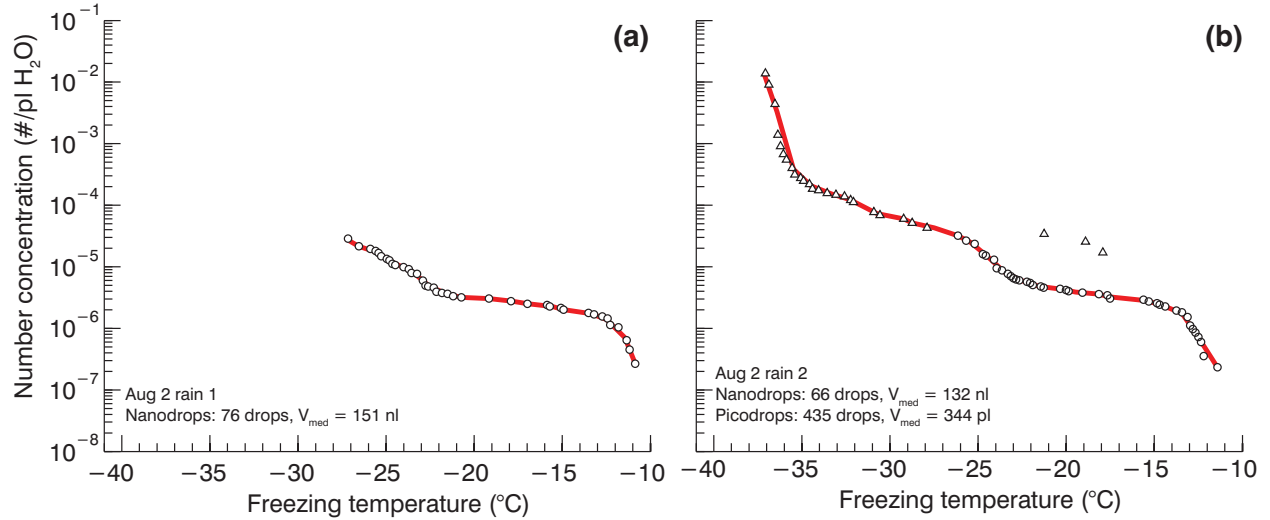 (a)
Number concentration (#/pl H₂O)
10⁻¹
10⁻²
10⁻³
10⁻⁴
10⁻⁵
10⁻⁶
10⁻⁷
10⁻⁸
Aug 2 rain 1
Nanodrops: 76 drops, Vmed = 151 nl
−40 −35 −30 −25 −20 −15 −10
Freezing temperature (°C)
(b)
Aug 2 rain 2
Nanodrops: 66 drops, Vmed = 132 nl
Picodrops: 435 drops, Vmed = 344 pl
−40 −35 −30 −25 −20 −15 −10
Freezing temperature (°C)